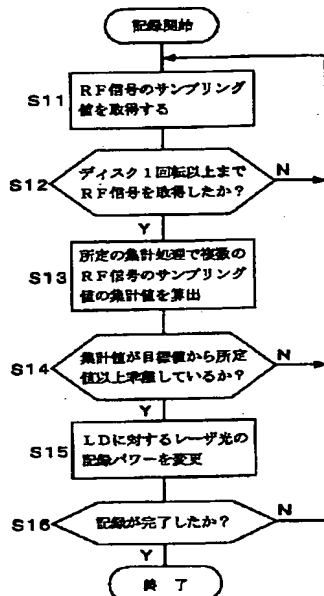 記録開始
S11
RF信号のサンプリング
値を取得する
S12
ディスク1回転以上まで
RF信号を取得したか?
N
Y
S13
所定の集計処理で複数の
RF信号のサンプリング
値の集計値を算出
S14
集計値が目標値から所定
値以上乖離しているか?
N
Y
S15
LDに対するレーザ光の
記録パワーを変更
S16
記録が完了したか?
N
Y
終 了